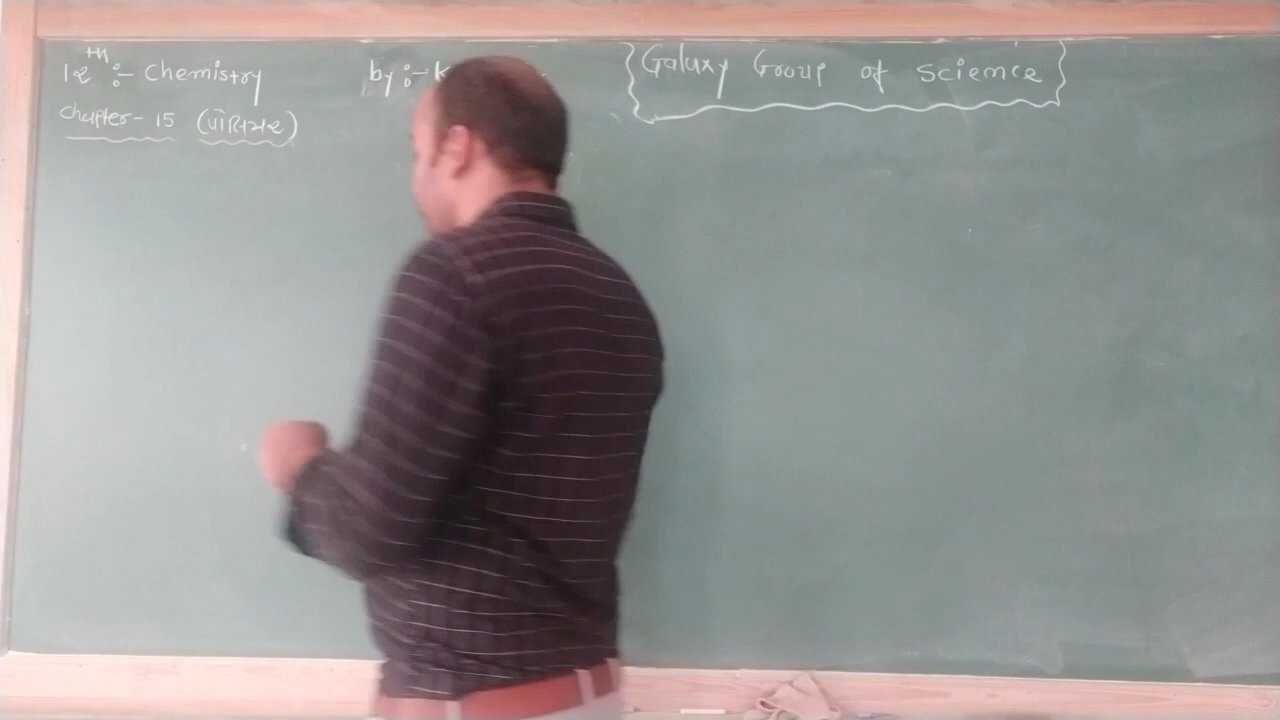 12th :- Chemistry by :- K
Galaxy Group of Science
Chapter - 15 (પોલિમર)